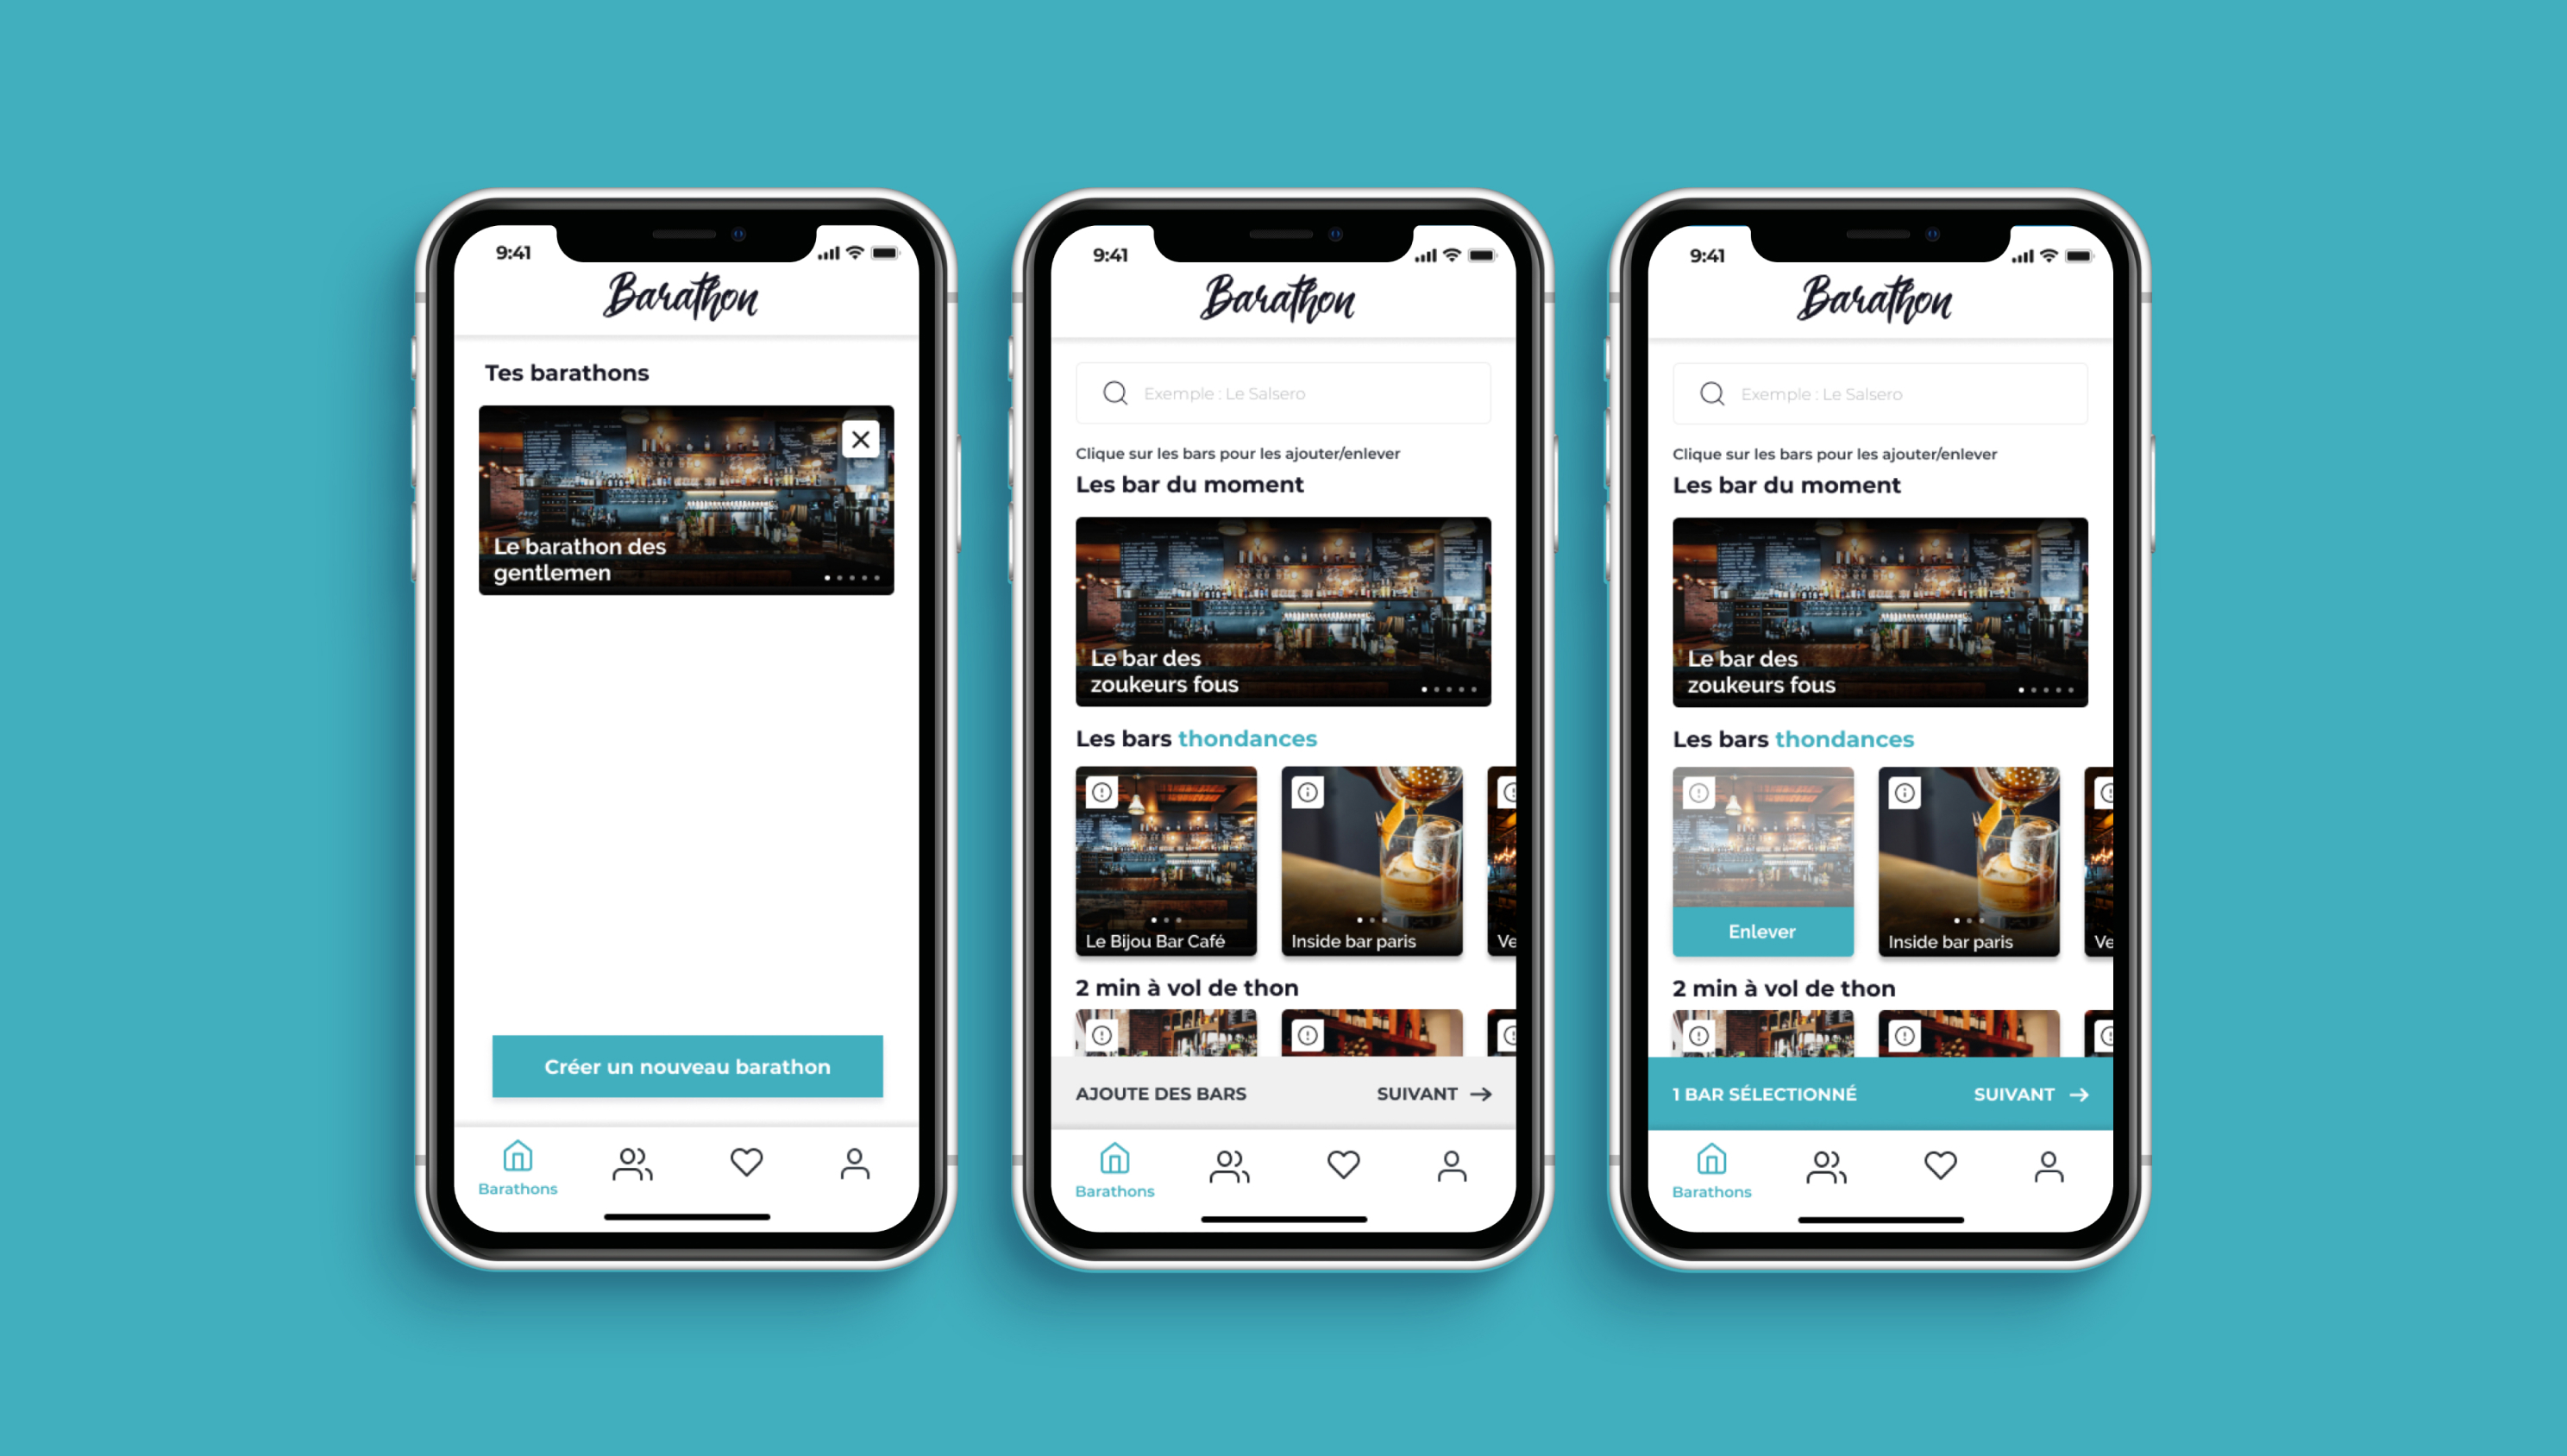 9:41
Barathon
Tes barathons
Le barathon des
gentlemen
Créer un nouveau barathon
Barathons
9:41
Barathon
Exemple : Le Salsero
Clique sur les bars pour les ajouter/enlever
Les bar du moment
Le bar des
zoukeurs fous
Les bars thondances
Le Bijou Bar Café
Inside bar paris
Ve
2 min à vol de thon
AJOUTE DES BARS
SUIVANT →
Barathons
9:41
Barathon
Exemple : Le Salsero
Clique sur les bars pour les ajouter/enlever
Les bar du moment
Le bar des
zoukeurs fous
Les bars thondances
Enlever
Inside bar paris
Ve
2 min à vol de thon
1 BAR SÉLECTIONNÉ
SUIVANT →
Barathons